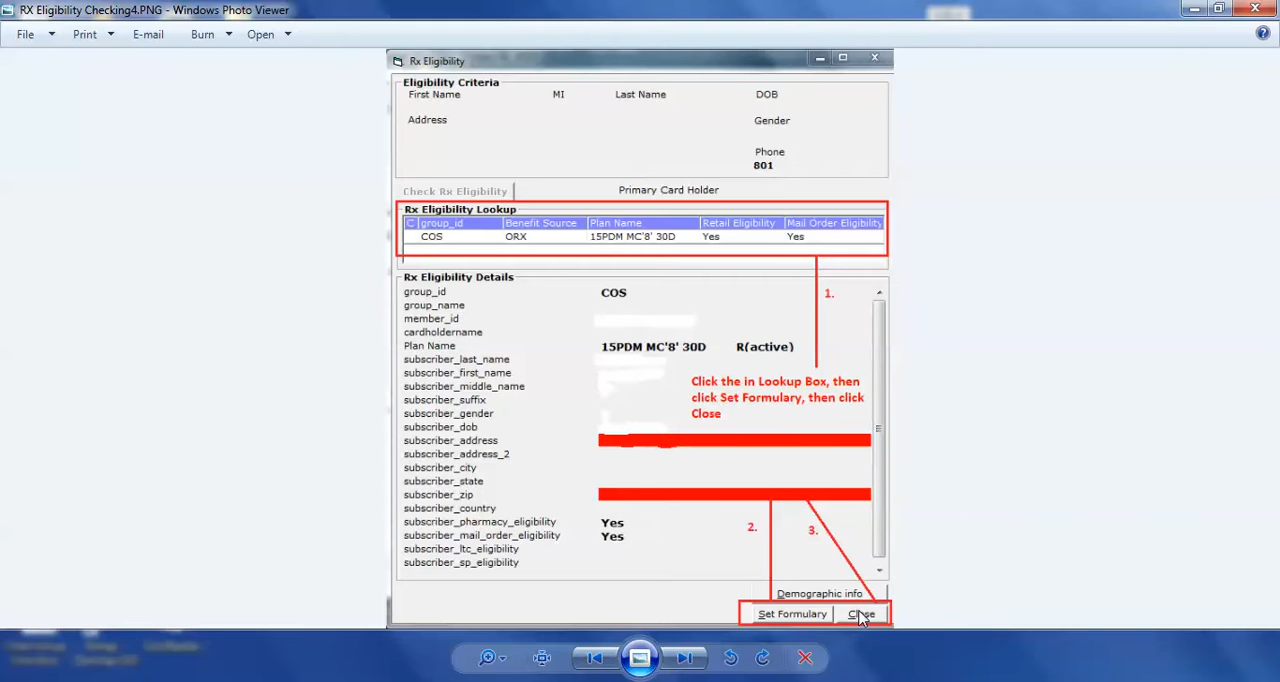 RX Eligibility Checking4.PNG - Windows Photo Viewer
File Print E-mail Burn Open
Rx Eligibility
Eligibility Criteria
First Name MI Last Name DOB
Address Gender
Phone
801
Check Rx Eligibility Primary Card Holder
Rx Eligibility Lookup
C group_id Benefit Source Plan Name Retail Eligibility Mail Order Eligibility
COS ORX 15PDM MC'8' 30D Yes Yes
Rx Eligibility Details
group_id COS
1.
group_name
member_id
cardholdername
Plan Name 15PDM MC'8' 30D R(active)
subscriber_last_name
subscriber_first_name
subscriber_middle_name
subscriber_suffix
subscriber_gender
subscriber_dob
Click the in Lookup Box, then
click Set Formulary, then click
Close
subscriber_address
subscriber_address_2
subscriber_city
subscriber_state
subscriber_zip
subscriber_country
subscriber_pharmacy_eligibility Yes
subscriber_mail_order_eligibility Yes
subscriber_ltc_eligibility
subscriber_sp_eligibility
2. 3.
Demographic info
Set Formulary Close